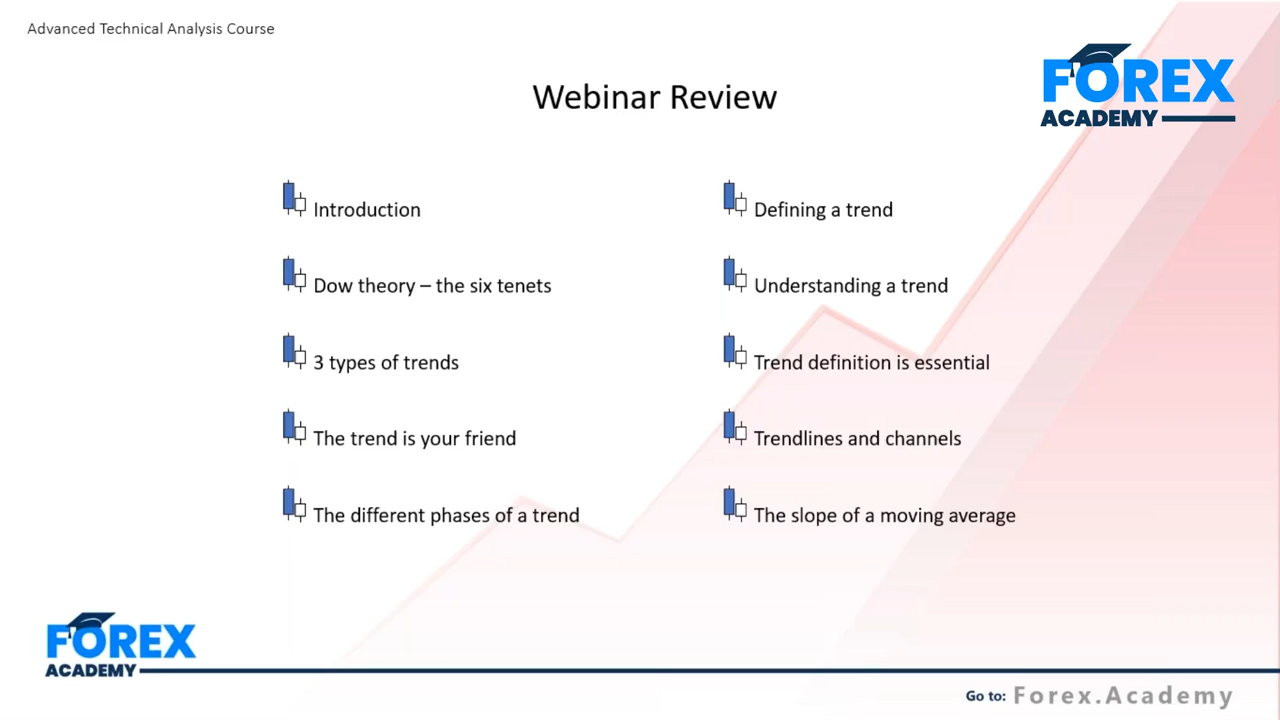 Advanced Technical Analysis Course
FOREX
ACADEMY
Webinar Review
Introduction
Dow theory – the six tenets
3 types of trends
The trend is your friend
The different phases of a trend
Defining a trend
Understanding a trend
Trend definition is essential
Trendlines and channels
The slope of a moving average
FOREX
ACADEMY
Go to: Forex.Academy